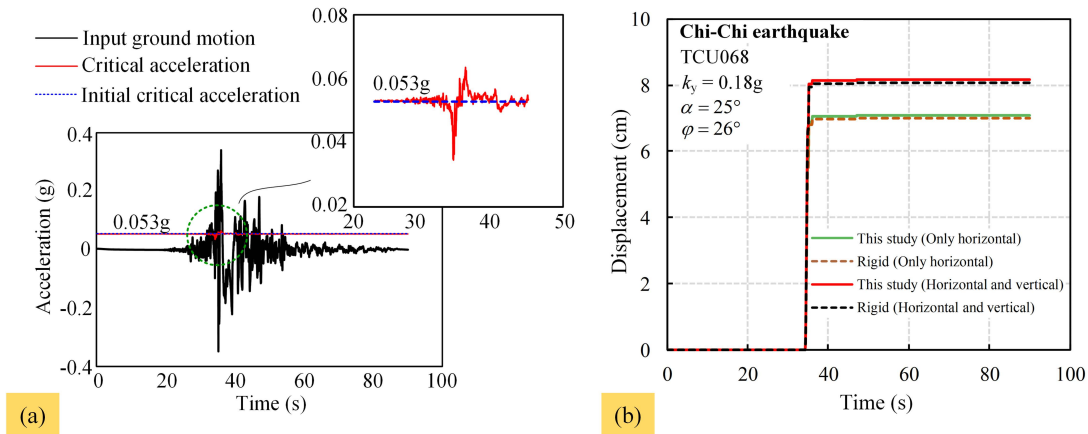 Input ground motion
Critical acceleration
Initial critical acceleration
0.08
0.06
0.04
0.02
0.053g
20
30
40
50
0.4
0.2
0
-0.2
-0.4
0.053g
Acceleration (g)
0
20
40
60
80
100
Time (s)
(a)
Chi-Chi earthquake
TCU068
ky = 0.18g
α = 25°
φ = 26°
10
8
6
4
2
0
Displacement (cm)
This study (Only horizontal)
Rigid (Only horizontal)
This study (Horizontal and vertical)
Rigid (Horizontal and vertical)
0
20
40
60
80
100
Time (s)
(b)